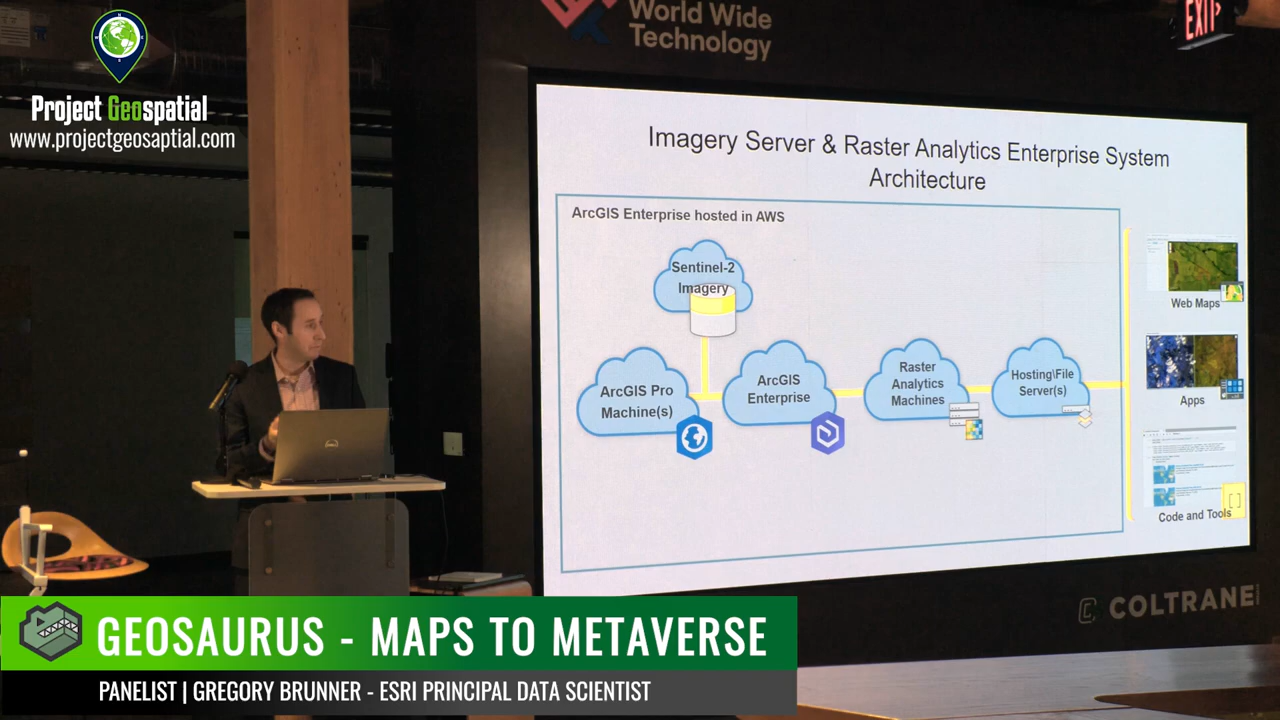 Project Geospatial
www.projectgeosaptial.com
World Wide
Technology
EXIT
Imagery Server & Raster Analytics Enterprise System
Architecture
ArcGIS Enterprise hosted in AWS
Sentinel-2
Imagery
ArcGIS Pro
Machine(s)
ArcGIS
Enterprise
Raster
Analytics
Machines
Hosting\File
Server(s)
Web Maps
Apps
Code and Tools
DELL
COLTRANE
GEOSAURUS - MAPS TO METAVERSE
PANELIST | GREGORY BRUNNER - ESRI PRINCIPAL DATA SCIENTIST